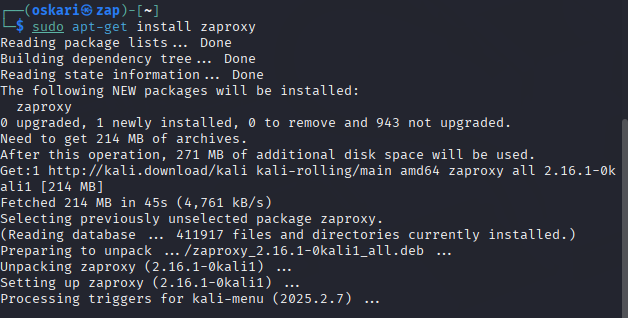 ┌──(oskari㉿zap)-[~]
└─$ sudo apt-get install zaproxy
Reading package lists... Done
Building dependency tree... Done
Reading state information... Done
The following NEW packages will be installed:
  zaproxy
0 upgraded, 1 newly installed, 0 to remove and 943 not upgraded.
Need to get 214 MB of archives.
After this operation, 271 MB of additional disk space will be used.
Get:1 http://kali.download/kali kali-rolling/main amd64 zaproxy all 2.16.1-0k
ali1 [214 MB]
Fetched 214 MB in 45s (4,761 kB/s)
Selecting previously unselected package zaproxy.
(Reading database ... 411917 files and directories currently installed.)
Preparing to unpack .../zaproxy_2.16.1-0kali1_all.deb ...
Unpacking zaproxy (2.16.1-0kali1) ...
Setting up zaproxy (2.16.1-0kali1) ...
Processing triggers for kali-menu (2025.2.7) ...